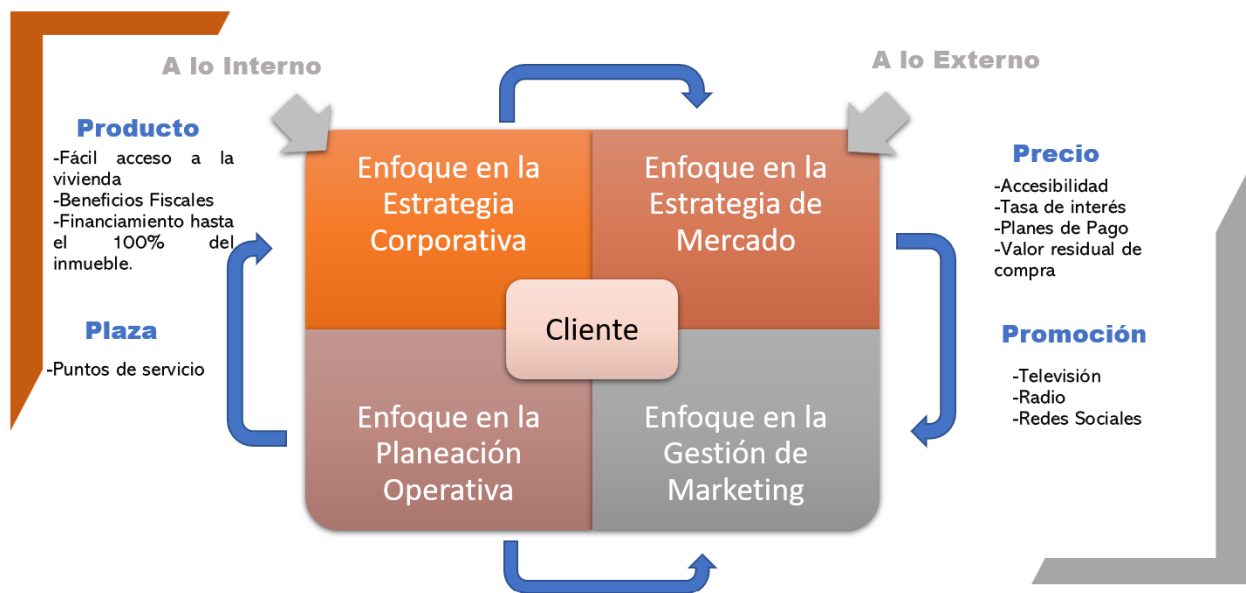 A lo Interno
A lo Externo
Producto
-Fácil acceso a la
vivienda
-Beneficios Fiscales
-Financiamiento hasta
el 100% del
inmueble.
Plaza
-Puntos de servicio
Enfoque en la
Estrategia
Corporativa
Enfoque en la
Estrategia de
Mercado
Cliente
Enfoque en la
Planeación
Operativa
Enfoque en la
Gestión de
Marketing
Precio
-Accesibilidad
-Tasa de interés
-Planes de Pago
-Valor residual de
compra
Promoción
-Televisión
-Radio
-Redes Sociales